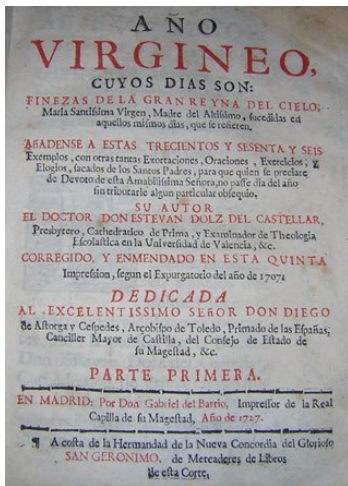 AÑO
VIRGINEO,
CUYOS DIAS SON:
FINEZAS DE LA GRAN REYNA DEL CIELO,
Maria Santissima Virgen, Madre del Altissimo, sucedidas en
aquellos mismos dias, que se refieren.
AÑADENSE A ESTAS TRECIENTOS Y SESENTA Y SEIS
Exemplos, con otras tantas Exortaciones, Oraciones, Exercicios, y
Elogios, sacados de los Santos Padres, para que quien se preciare
de Devoto de esta Amabilissima Señora, no passe dia del año
sin tributarle algun particular obsequio.
SU AUTOR
EL DOCTOR DON ESTEVAN DOLZ DEL CASTELLAR,
Presbytero, Cathedratico de Prima, y Examinador de Theologia
Escolastica en la Universidad de Valencia, &c.
CORREGIDO, Y ENMENDADO EN ESTA QUINTA
Impression, segun el Expurgatorio del año de 1707.
DEDICADA
AL EXCELENTISSIMO SEÑOR DON DIEGO
de Astorga y Cespedes, Arçobispo de Toledo, Primado de las Españas,
Canciller Mayor de Castilla, del Consejo de Estado de
su Magestad, &c.
PARTE PRIMERA.
EN MADRID: Por Don Gabriel del Barrio, Impressor de la Real
Capilla de su Magestad, Año de 1727.
¶ A costa de la Hermandad de la Nueva Concordia del Glorioso
SAN GERONIMO, de Mercaderes de Libros
de esta Corte,